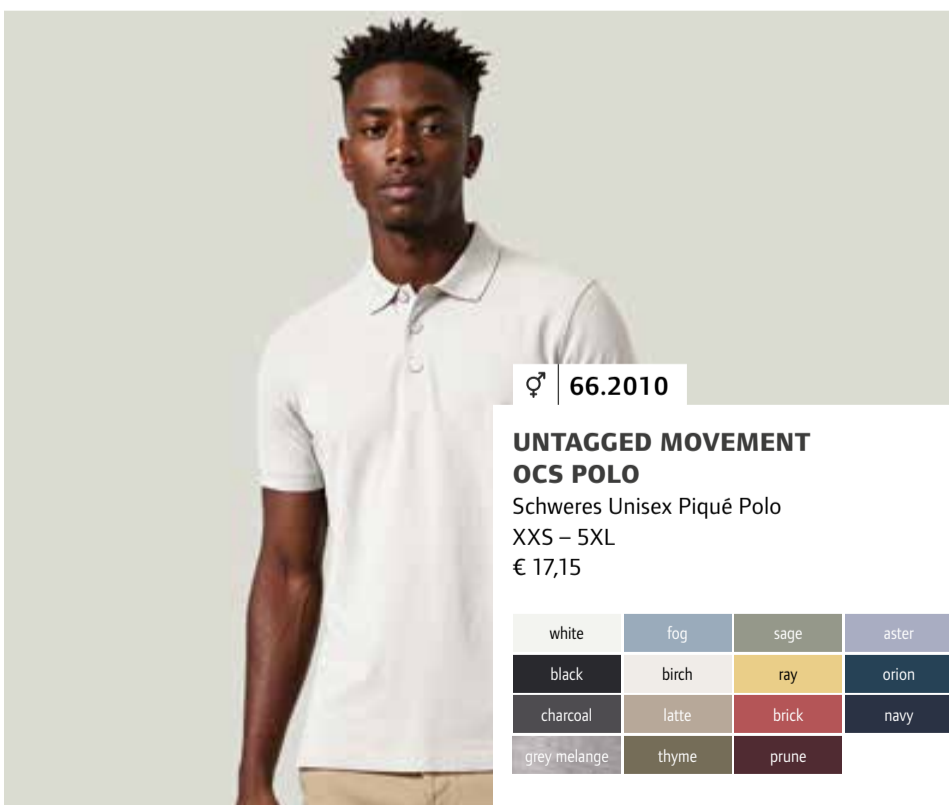 ⚥ 66.2010
UNTAGGED MOVEMENT
OCS POLO
Schweres Unisex Piqué Polo
XXS – 5XL
€ 17,15
white fog sage aster
black birch ray orion
charcoal latte brick navy
grey melange thyme prune